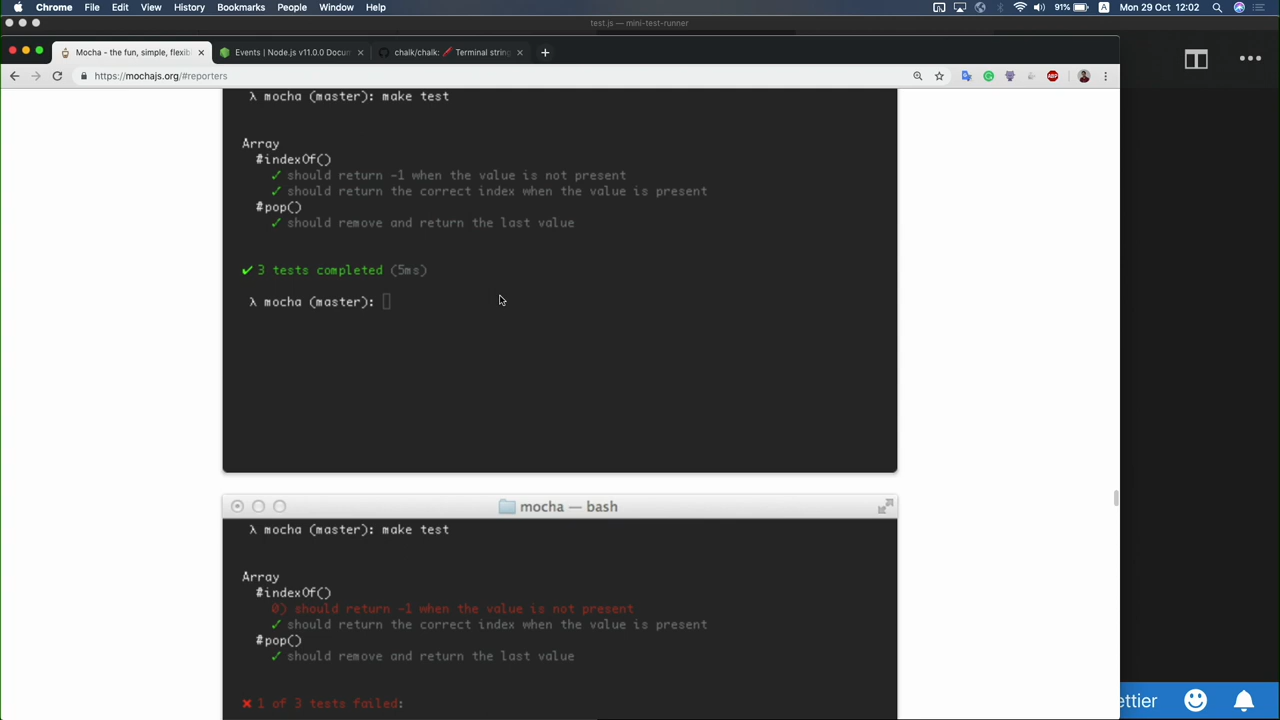 Chrome File Edit View History Bookmarks People Window Help 91% A Mon 29 Oct 12:02
test.js — mini-test-runner
Mocha - the fun, simple, flexib
Events | Node.js v11.0.0 Docum
chalk/chalk: Terminal string
https://mochajs.org/#reporters
ABP
λ mocha (master): make test
Array
#indexOf()
✓ should return -1 when the value is not present
✓ should return the correct index when the value is present
#pop()
✓ should remove and return the last value
✔ 3 tests completed (5ms)
λ mocha (master):
mocha — bash
λ mocha (master): make test
Array
#indexOf()
0) should return -1 when the value is not present
✓ should return the correct index when the value is present
#pop()
✓ should remove and return the last value
✖ 1 of 3 tests failed:
ettier